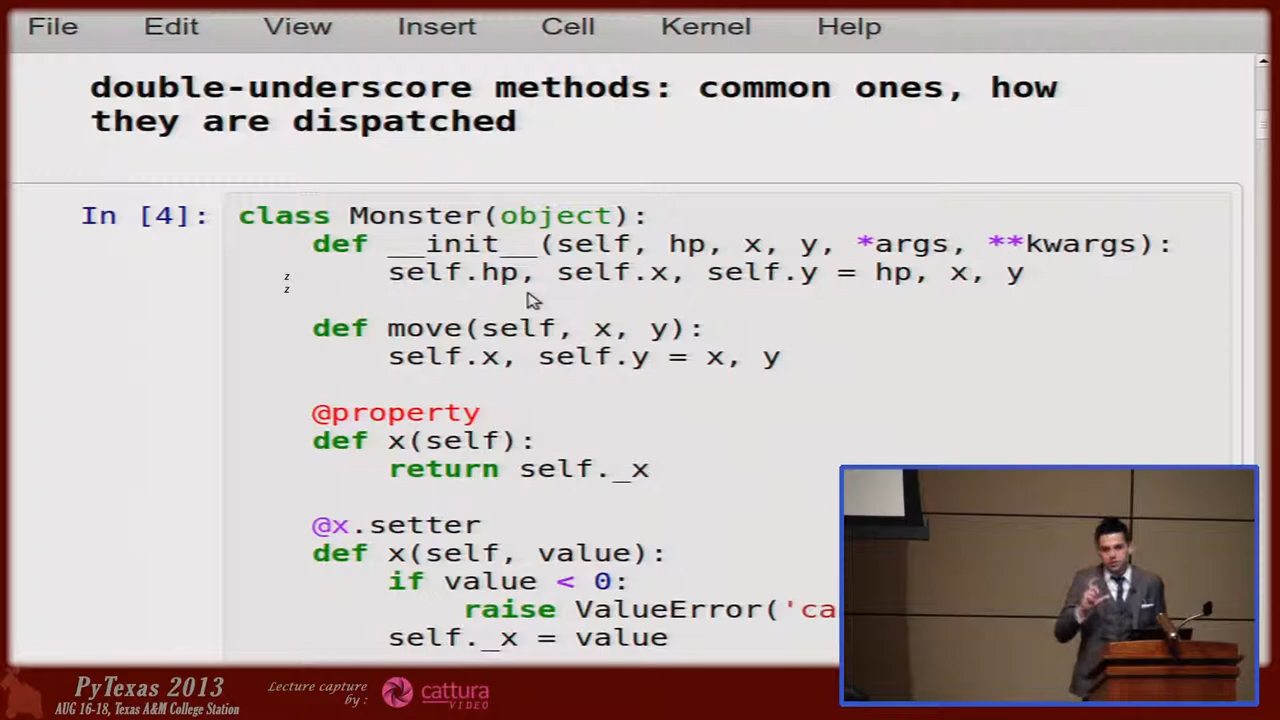 File Edit View Insert Cell Kernel Help
double-underscore methods: common ones, how
they are dispatched
In [4]: class Monster(object):
def __init__(self, hp, x, y, *args, **kwargs):
self.hp, self.x, self.y = hp, x, y
z
z
def move(self, x, y):
self.x, self.y = x, y
@property
def x(self):
return self._x
@x.setter
def x(self, value):
if value < 0:
raise ValueError('ca
self._x = value
PyTexas 2013
AUG 16-18, Texas A&M College Station
Lecture capture
by :
cattura
VIDEO